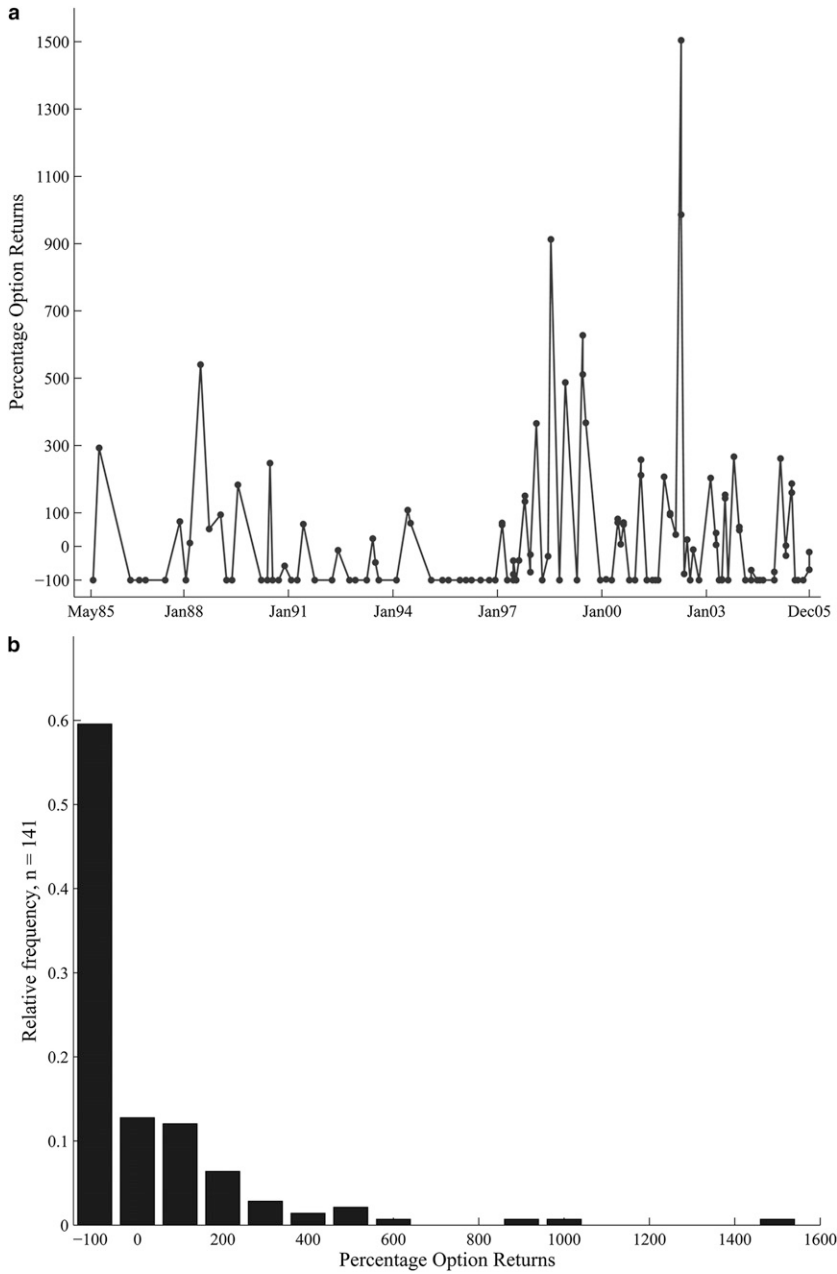 a
1500
1300
1100
900
700
500
300
100
0
−100
Percentage Option Returns
May85 Jan88 Jan91 Jan94 Jan97 Jan00 Jan03 Dec05
b
0.6
0.5
0.4
0.3
0.2
0.1
0
Relative frequency, n = 141
−100 0 200 400 600 800 1000 1200 1400 1600
Percentage Option Returns